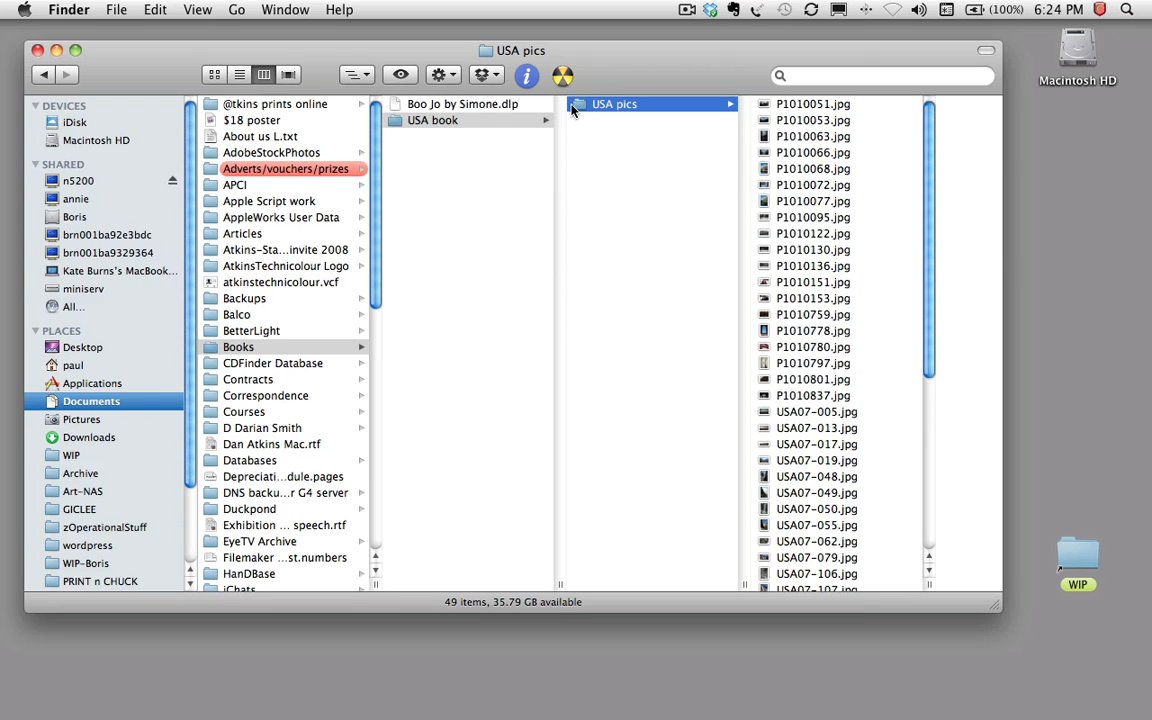 Finder File Edit View Go Window Help
(100%) 6:24 PM
USA pics
DEVICES
iDisk
Macintosh HD
SHARED
n5200
annie
Boris
brn001ba92e3bdc
brn001ba9329364
Kate Burns's MacBook...
miniserv
All...
PLACES
Desktop
paul
Applications
Documents
Pictures
Downloads
WIP
Archive
Art-NAS
GICLEE
zOperationalStuff
wordpress
WIP-Boris
PRINT n CHUCK
@tkins prints online
$18 poster
About us L.txt
AdobeStockPhotos
Adverts/vouchers/prizes
APCI
Apple Script work
AppleWorks User Data
Articles
Atkins-Sta...invite 2008
AtkinsTechnicolour Logo
atkinstechnicolour.vcf
Backups
Balco
BetterLight
Books
CDFinder Database
Contracts
Correspondence
Courses
D Darian Smith
Dan Atkins Mac.rtf
Databases
Depreciati...dule.pages
DNS backu...r G4 server
Duckpond
Exhibition ... speech.rtf
EyeTV Archive
Filemaker ...st.numbers
HanDBase
iChats
Boo Jo by Simone.dlp
USA book
USA pics
P1010051.jpg
P1010053.jpg
P1010063.jpg
P1010066.jpg
P1010068.jpg
P1010072.jpg
P1010077.jpg
P1010095.jpg
P1010122.jpg
P1010130.jpg
P1010136.jpg
P1010151.jpg
P1010153.jpg
P1010759.jpg
P1010778.jpg
P1010780.jpg
P1010797.jpg
P1010801.jpg
P1010837.jpg
USA07-005.jpg
USA07-013.jpg
USA07-017.jpg
USA07-019.jpg
USA07-048.jpg
USA07-049.jpg
USA07-050.jpg
USA07-055.jpg
USA07-062.jpg
USA07-079.jpg
USA07-106.jpg
USA07-107.jpg
49 items, 35.79 GB available
Macintosh HD
WIP